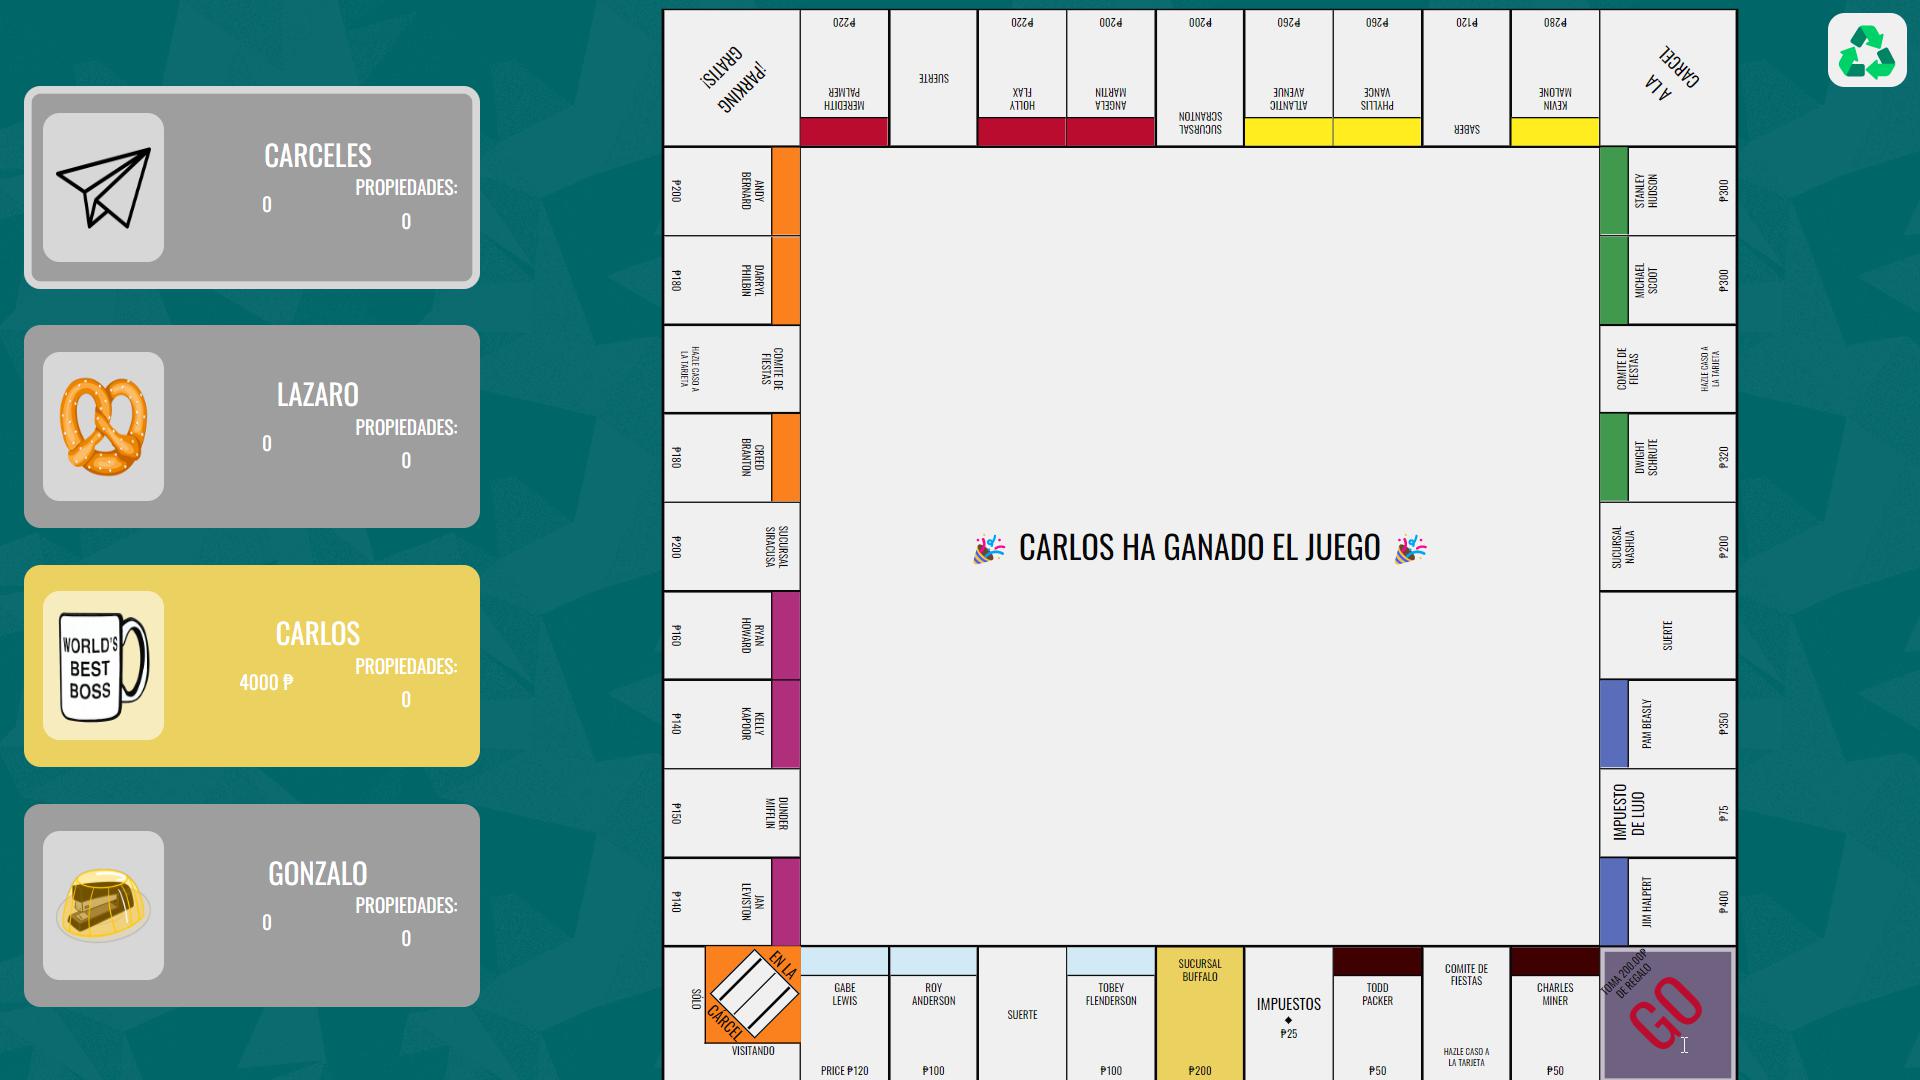 CARCELES
PROPIEDADES:
0
0
LAZARO
PROPIEDADES:
0
0
WORLD'S
BEST
BOSS
CARLOS
PROPIEDADES:
4000 ₱
0
GONZALO
PROPIEDADES:
0
0
¡PARKING
GRATIS!
₱220
MEREDITH
PALMER
SUERTE
₱220
HOLLY
FLAX
₱200
ANGELA
MARTIN
₱200
SUCURSAL
SCRANTON
₱260
ATLANTIC
AVENUE
₱260
PHYLLIS
VANCE
₱120
SABER
₱280
KEVIN
MALONE
A LA
CARCEL
₱200
ANDY
BERNARD
₱180
DARRYL
PHILBIN
HAZLE CASO A
LA TARJETA
COMITE DE
FIESTAS
₱180
CREED
BRANTON
₱200
SUCURSAL
SIRACUSA
₱160
RYAN
HOWARD
₱140
KELLY
KAPOOR
₱150
DUNDER
MIFFLIN
₱140
JAN
LEVISTON
🎉 CARLOS HA GANADO EL JUEGO 🎉
STANLEY
HUDSON
₱300
MICHAEL
SCOOT
₱300
COMITE DE
FIESTAS
HAZLE CASO A
LA TARJETA
DWIGHT
SCHRUTE
₱320
SUCURSAL
NASHUA
₱200
SUERTE
PAM BEASLY
₱350
IMPUESTO
DE LUJO
₱75
JIM HALPERT
₱400
SÓLO
EN LA
CÁRCEL
VISITANDO
GABE
LEWIS
PRICE ₱120
ROY
ANDERSON
₱100
SUERTE
TOBEY
FLENDERSON
₱100
SUCURSAL
BUFFALO
₱200
IMPUESTOS
◆
₱25
TODD
PACKER
₱50
COMITE DE
FIESTAS
HAZLE CASO A
LA TARJETA
CHARLES
MINER
₱50
TOMA 200.00₱
DE REGALO
GO